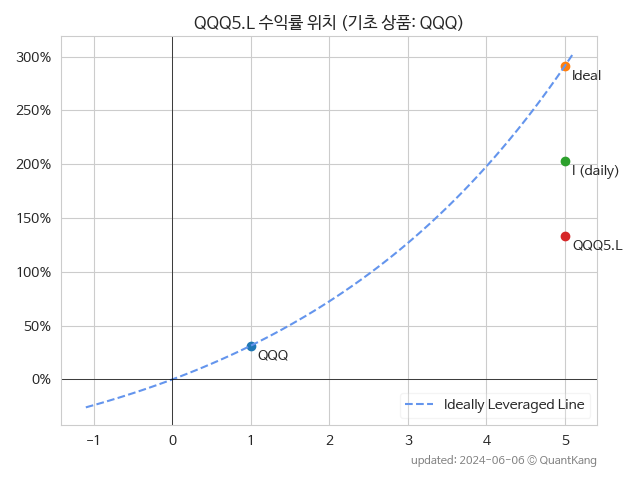 QQQ5.L 수익률 위치 (기초 상품: QQQ)
300%
250%
200%
150%
100%
50%
0%
Ideal
I (daily)
QQQ5.L
QQQ
Ideally Leveraged Line
−1 0 1 2 3 4 5
updated: 2024-06-06 © QuantKang